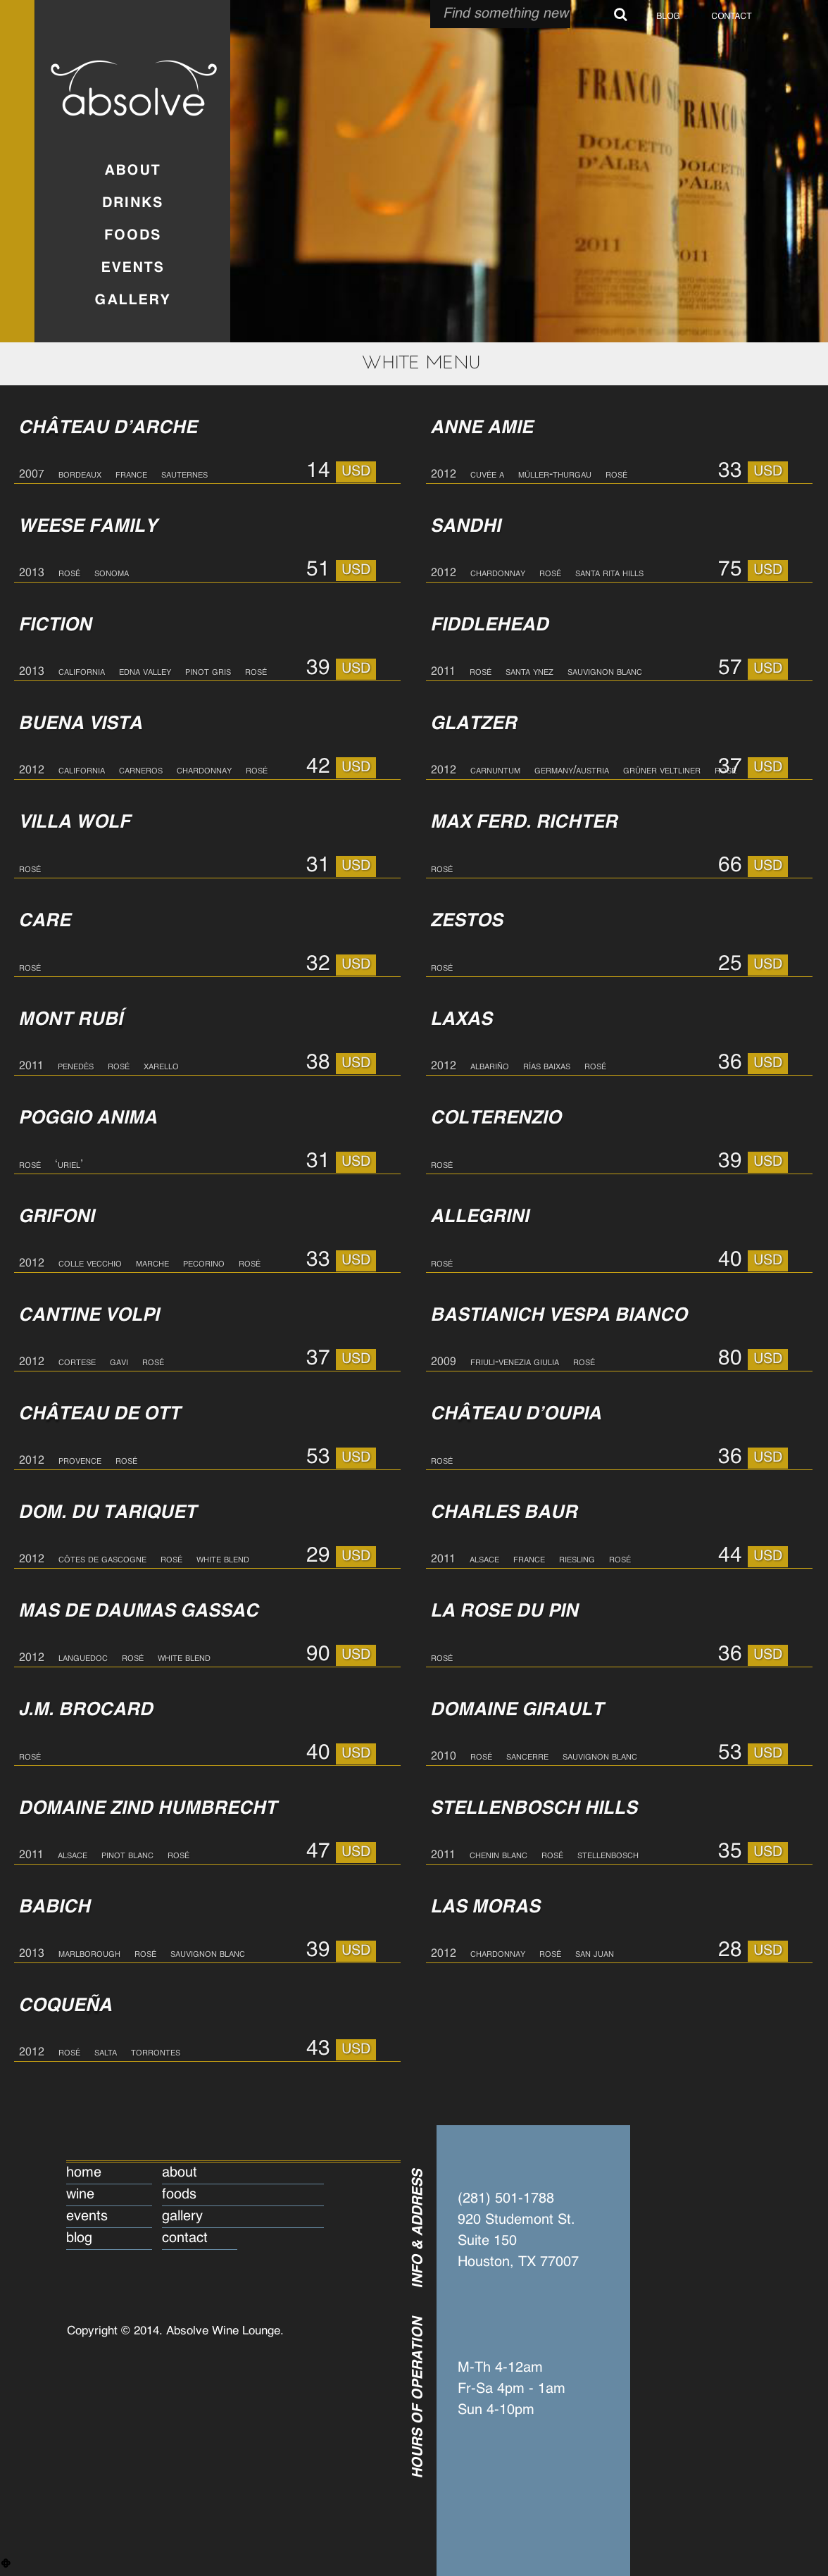 Find something new
BLOG CONTACT
absolve
ABOUT
DRINKS
FOODS
EVENTS
GALLERY
FRANCO S
DOLCETTO
D'ALBA
2011
FRANCO S
DOLCETTO
D'ALBA
2011
WHITE MENU
CHÂTEAU D’ARCHE
2007 BORDEAUX FRANCE SAUTERNES 14 USD
ANNE AMIE
2012 CUVÉE A MÜLLER-THURGAU ROSÉ 33 USD
WEESE FAMILY
2013 ROSÉ SONOMA 51 USD
SANDHI
2012 CHARDONNAY ROSÉ SANTA RITA HILLS 75 USD
FICTION
2013 CALIFORNIA EDNA VALLEY PINOT GRIS ROSÉ 39 USD
FIDDLEHEAD
2011 ROSÉ SANTA YNEZ SAUVIGNON BLANC 57 USD
BUENA VISTA
2012 CALIFORNIA CARNEROS CHARDONNAY ROSÉ 42 USD
GLATZER
2012 CARNUNTUM GERMANY/AUSTRIA GRÜNER VELTLINER ROSÉ 37 USD
VILLA WOLF
ROSÉ 31 USD
MAX FERD. RICHTER
ROSÉ 66 USD
CARE
ROSÉ 32 USD
ZESTOS
ROSÉ 25 USD
MONT RUBÍ
2011 PENEDÈS ROSÉ XARELLO 38 USD
LAXAS
2012 ALBARIÑO RÍAS BAIXAS ROSÉ 36 USD
POGGIO ANIMA
ROSÉ ‘URIEL’ 31 USD
COLTERENZIO
ROSÉ 39 USD
GRIFONI
2012 COLLE VECCHIO MARCHE PECORINO ROSÉ 33 USD
ALLEGRINI
ROSÉ 40 USD
CANTINE VOLPI
2012 CORTESE GAVI ROSÉ 37 USD
BASTIANICH VESPA BIANCO
2009 FRIULI-VENEZIA GIULIA ROSÉ 80 USD
CHÂTEAU DE OTT
2012 PROVENCE ROSÉ 53 USD
CHÂTEAU D’OUPIA
ROSÉ 36 USD
DOM. DU TARIQUET
2012 CÔTES DE GASCOGNE ROSÉ WHITE BLEND 29 USD
CHARLES BAUR
2011 ALSACE FRANCE RIESLING ROSÉ 44 USD
MAS DE DAUMAS GASSAC
2012 LANGUEDOC ROSÉ WHITE BLEND 90 USD
LA ROSE DU PIN
ROSÉ 36 USD
J.M. BROCARD
ROSÉ 40 USD
DOMAINE GIRAULT
2010 ROSÉ SANCERRE SAUVIGNON BLANC 53 USD
DOMAINE ZIND HUMBRECHT
2011 ALSACE PINOT BLANC ROSÉ 47 USD
STELLENBOSCH HILLS
2011 CHENIN BLANC ROSÉ STELLENBOSCH 35 USD
BABICH
2013 MARLBOROUGH ROSÉ SAUVIGNON BLANC 39 USD
LAS MORAS
2012 CHARDONNAY ROSÉ SAN JUAN 28 USD
COQUEÑA
2012 ROSÉ SALTA TORRONTES 43 USD
home about
wine foods
events gallery
blog contact
Copyright © 2014. Absolve Wine Lounge.
INFO & ADDRESS
(281) 501-1788
920 Studemont St.
Suite 150
Houston, TX 77007
HOURS OF OPERATION
M-Th 4-12am
Fr-Sa 4pm - 1am
Sun 4-10pm